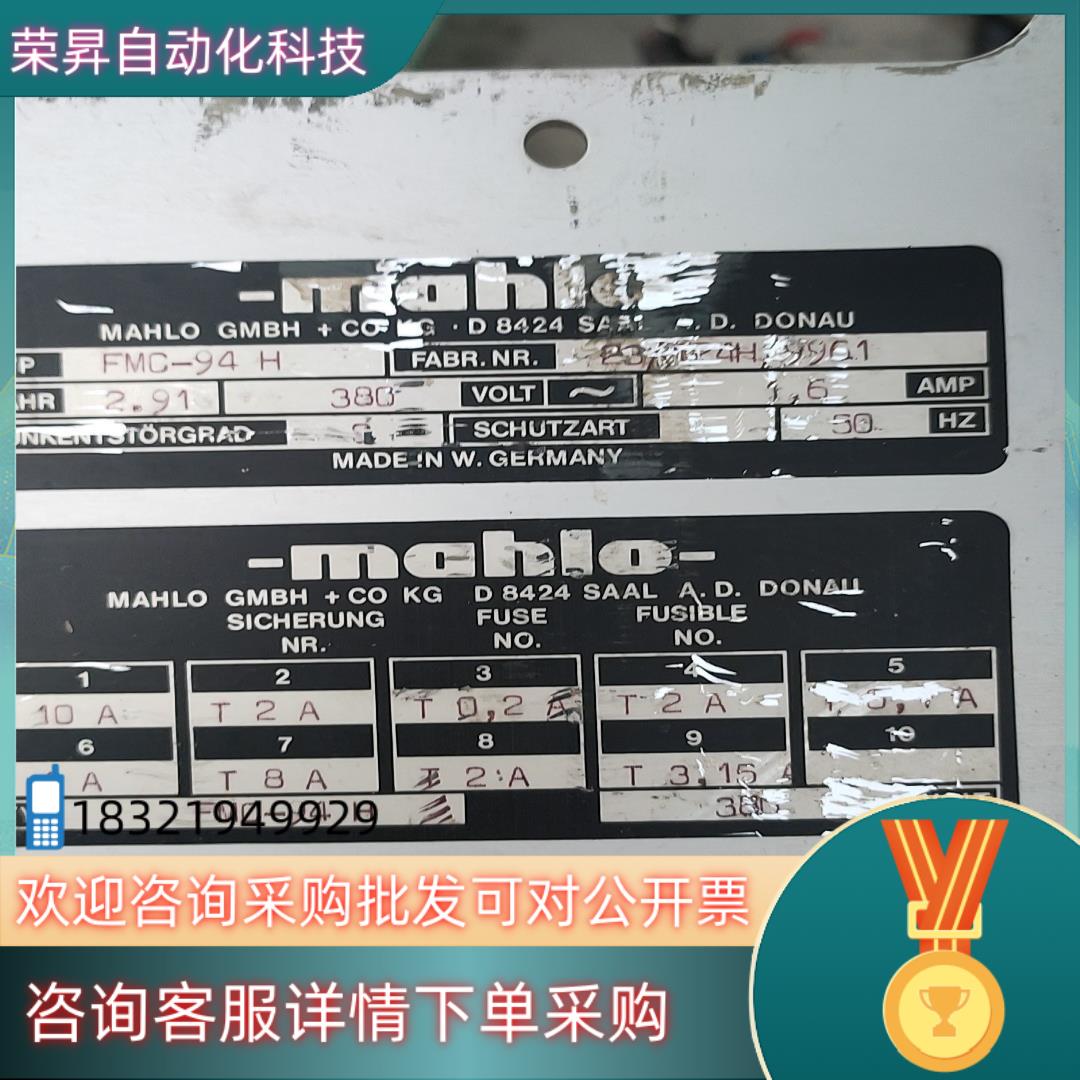 荣昇自动化科技
-mahlo
MAHLO GMBH + CO KG · D 8424 SAAL A. D. DONAU
FMC-94 H FABR. NR.
2.91 380 VOLT ~ 1,6 AMP
SCHUTZART 50 HZ
MADE IN W. GERMANY
-mahlo-
MAHLO GMBH + CO KG D 8424 SAAL A. D. DONAU
SICHERUNG FUSE FUSIBLE
NR. NO. NO.
1 2 3 4 5
10 A T 2 A T 0,2 A T 2 A A
6 7 8 9 10
A T 8 A T 2 A T 3,15 A
380
18321949929
欢迎咨询采购批发可对公开票
咨询客服详情下单采购